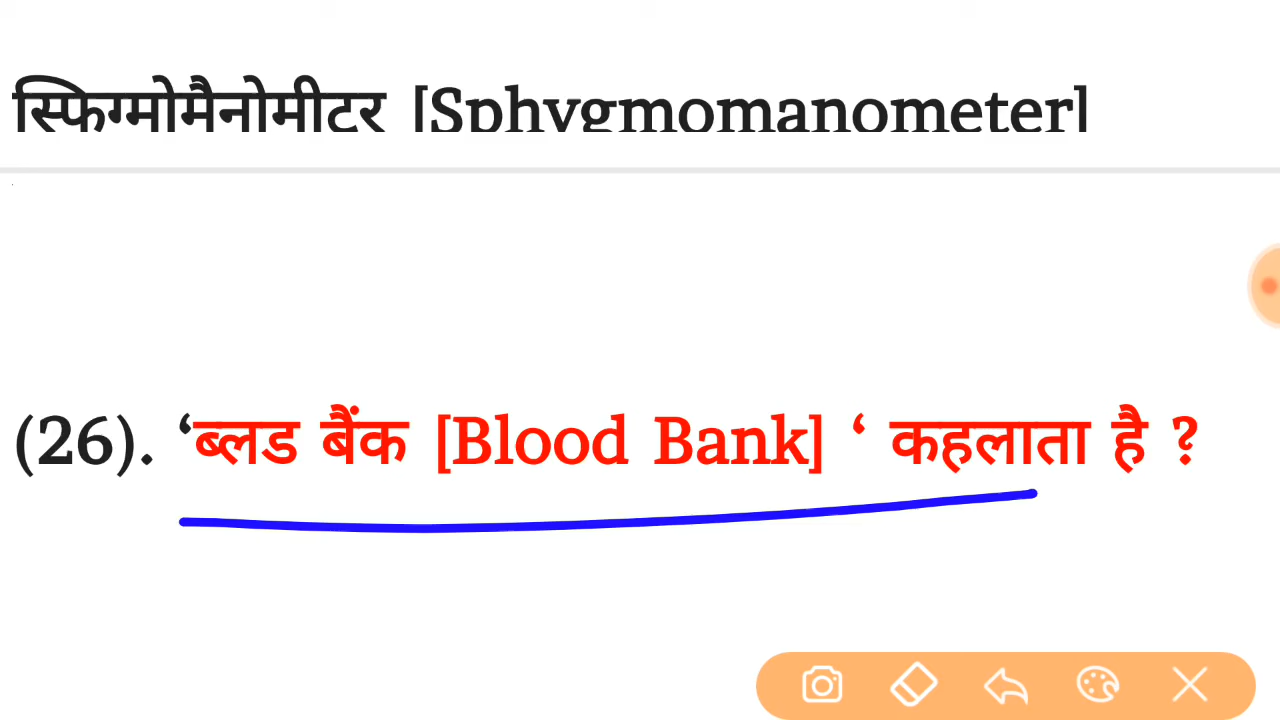 स्फिग्मोमैनोमीटर [Sphygmomanometer]
(26). ‘ब्लड बैंक [Blood Bank] ‘ कहलाता है ?